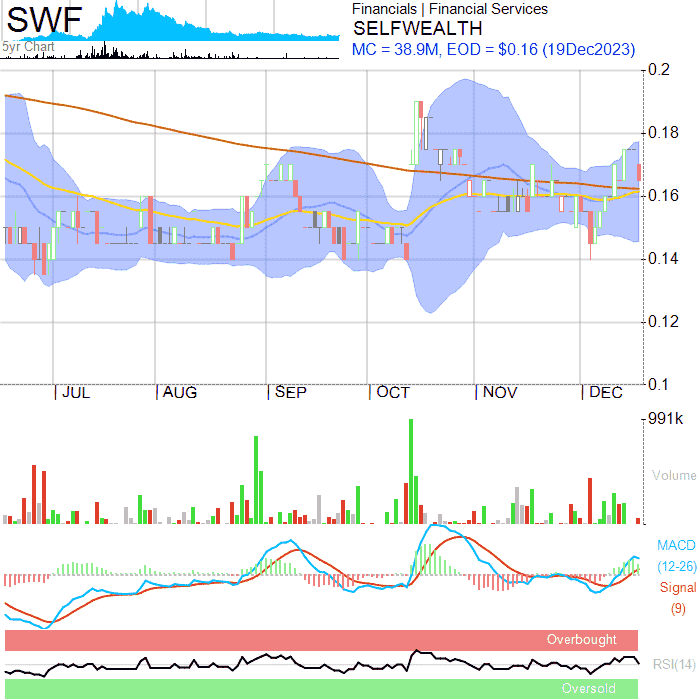 SWF
5yr Chart
Financials | Financial Services
SELFWEALTH
MC = 38.9M, EOD = $0.16 (19Dec2023)
0.2
0.18
0.16
0.14
0.12
0.1
JUL AUG SEP OCT NOV DEC
991k
Volume
MACD
(12-26)
Signal
(9)
Overbought
RSI(14)
Oversold